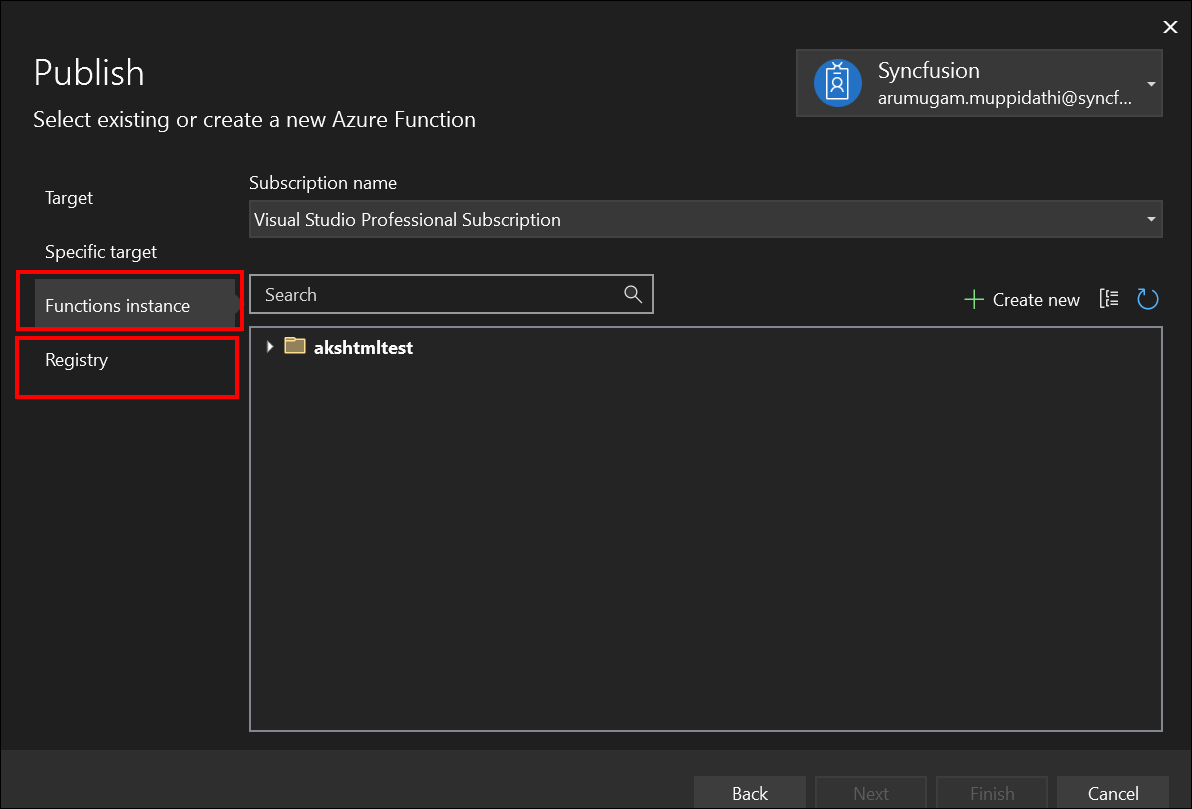 Publish
Select existing or create a new Azure Function
Syncfusion
arumugam.muppidathi@syncf...
Target
Specific target
Functions instance
Registry
Subscription name
Visual Studio Professional Subscription
Search
Create new
akshtmltest
Back
Next
Finish
Cancel